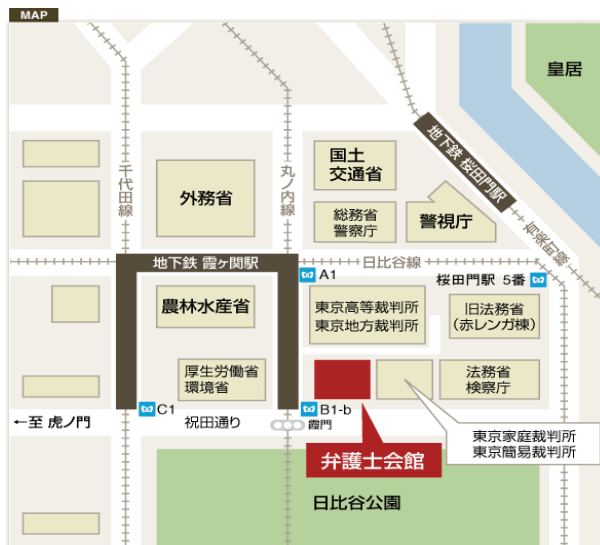 MAP
皇居
地下鉄 桜田門駅
千代田線
丸ノ内線
国土
交通省
外務省
総務省
警察庁
警視庁
有楽町線
地下鉄 霞ヶ関駅
日比谷線
A1
桜田門駅 5番
農林水産省
東京高等裁判所
東京地方裁判所
旧法務省
(赤レンガ棟)
厚生労働省
環境省
法務省
検察庁
C1
B1-b
←至 虎ノ門
祝田通り
霞門
東京家庭裁判所
東京簡易裁判所
弁護士会館
日比谷公園